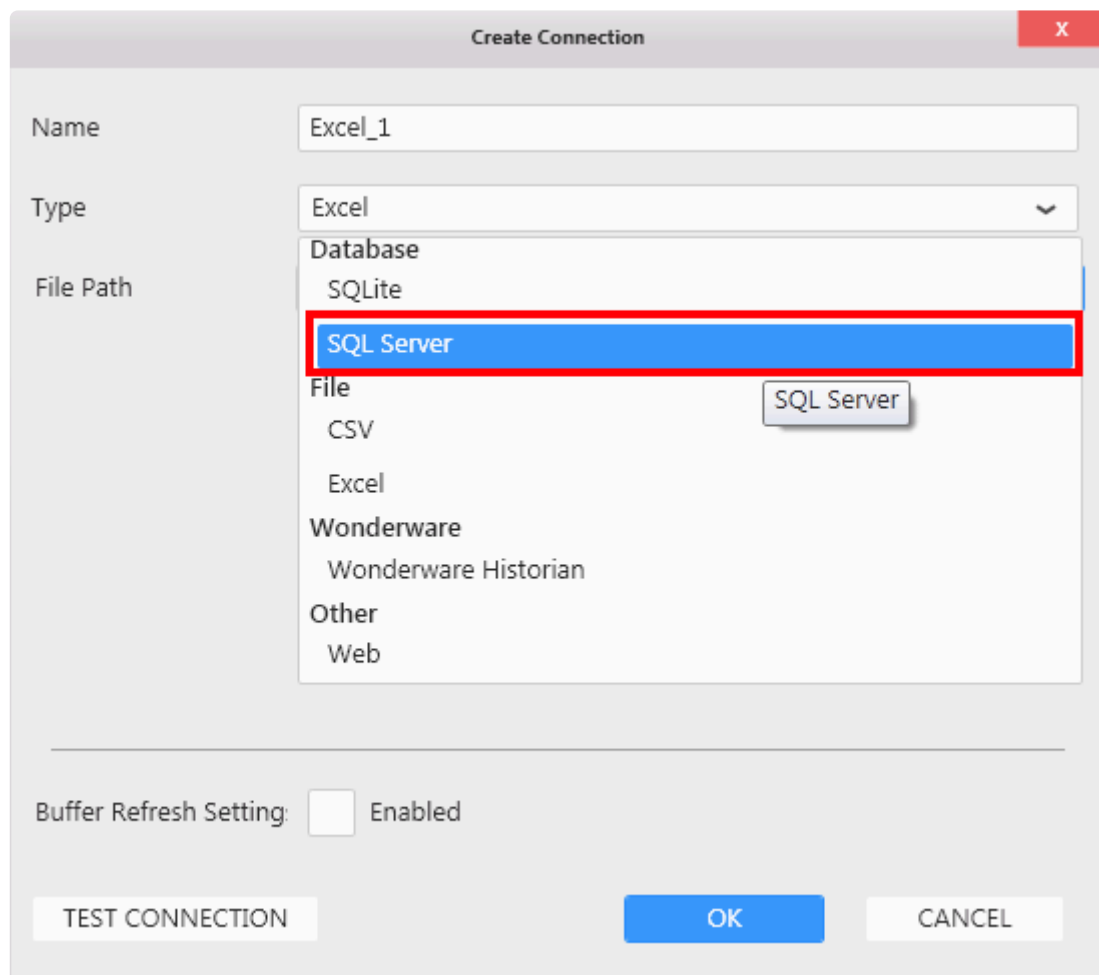 Create Connection
X
Name
Excel_1
Type
Excel
Database
File Path
SQLite
SQL Server
File
SQL Server
CSV
Excel
Wonderware
Wonderware Historian
Other
Web
Buffer Refresh Setting:
Enabled
TEST CONNECTION
OK
CANCEL